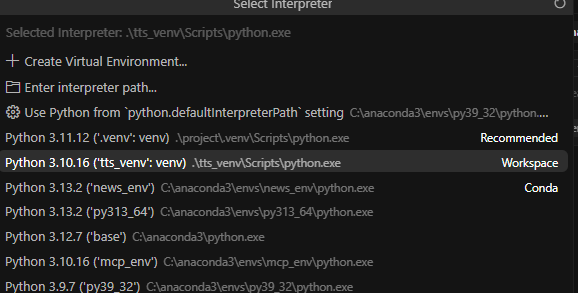 Select Interpreter
Selected Interpreter: .\tts_venv\Scripts\python.exe
+ Create Virtual Environment...
Enter interpreter path...
Use Python from `python.defaultInterpreterPath` setting C:\anaconda3\envs\py39_32\python....
Python 3.11.12 ('.venv': venv) .\project\.venv\Scripts\python.exe Recommended
Python 3.10.16 ('tts_venv': venv) .\tts_venv\Scripts\python.exe Workspace
Python 3.13.2 ('news_env') C:\anaconda3\envs\news_env\python.exe Conda
Python 3.13.2 ('py313_64') C:\anaconda3\envs\py313_64\python.exe
Python 3.12.7 ('base') C:\anaconda3\python.exe
Python 3.10.16 ('mcp_env') C:\anaconda3\envs\mcp_env\python.exe
Python 3.9.7 ('py39_32') C:\anaconda3\envs\py39_32\python.exe